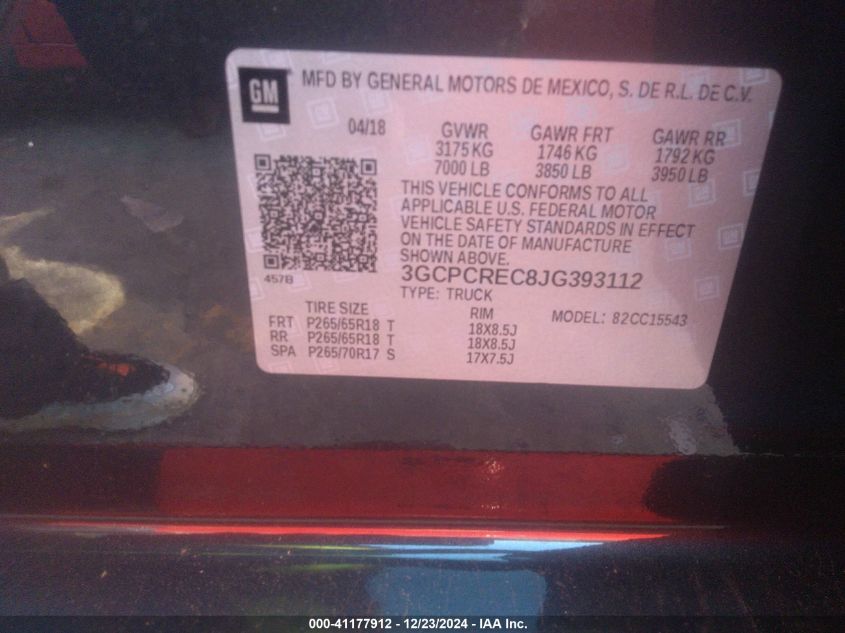 GM
MFD BY GENERAL MOTORS DE MEXICO, S. DE R.L. DE C.V.
04/18 GVWR GAWR FRT GAWR RR
3175 KG 1746 KG 1792 KG
7000 LB 3850 LB 3950 LB
THIS VEHICLE CONFORMS TO ALL
APPLICABLE U.S. FEDERAL MOTOR
VEHICLE SAFETY STANDARDS IN EFFECT
ON THE DATE OF MANUFACTURE
SHOWN ABOVE.
457B
3GCPCREC8JG393112
TYPE: TRUCK
TIRE SIZE RIM MODEL: 82CC15543
FRT P265/65R18 T 18X8.5J
RR P265/65R18 T 18X8.5J
SPA P265/70R17 S 17X7.5J
000-41177912 - 12/23/2024 - IAA Inc.